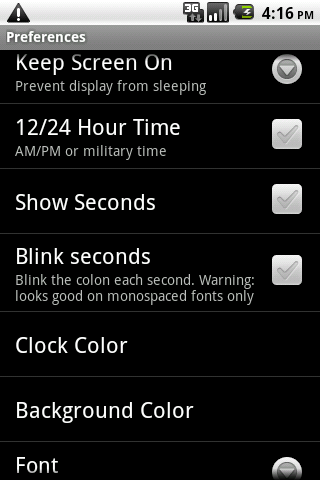 3G
4:16 PM
Preferences
Keep Screen On
Prevent display from sleeping
12/24 Hour Time
AM/PM or military time
Show Seconds
Blink seconds
Blink the colon each second. Warning:
looks good on monospaced fonts only
Clock Color
Background Color
Font